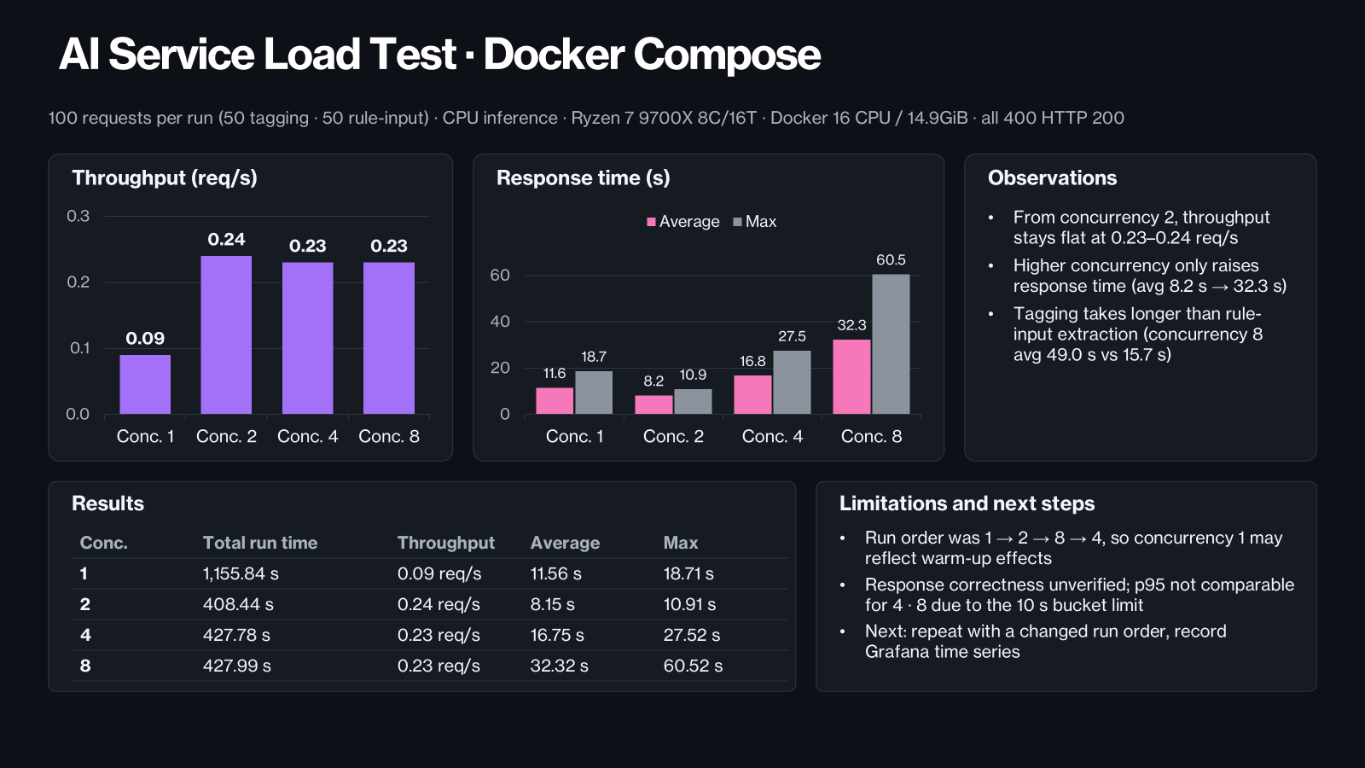 AI Service Load Test · Docker Compose
100 requests per run (50 tagging · 50 rule-input) · CPU inference · Ryzen 7 9700X 8C/16T · Docker 16 CPU / 14.9GiB · all 400 HTTP 200
Throughput (req/s)
0.3
0.2
0.1
0.0
0.09
0.24
0.23
0.23
Conc. 1
Conc. 2
Conc. 4
Conc. 8
Response time (s)
Average
Max
60
40
20
0
11.6
18.7
8.2
10.9
16.8
27.5
32.3
60.5
Conc. 1
Conc. 2
Conc. 4
Conc. 8
Observations
• From concurrency 2, throughput
stays flat at 0.23–0.24 req/s
• Higher concurrency only raises
response time (avg 8.2 s → 32.3 s)
• Tagging takes longer than rule-
input extraction (concurrency 8
avg 49.0 s vs 15.7 s)
Results
Conc. Total run time Throughput Average Max
1 1,155.84 s 0.09 req/s 11.56 s 18.71 s
2 408.44 s 0.24 req/s 8.15 s 10.91 s
4 427.78 s 0.23 req/s 16.75 s 27.52 s
8 427.99 s 0.23 req/s 32.32 s 60.52 s
Limitations and next steps
• Run order was 1 → 2 → 8 → 4, so concurrency 1 may
reflect warm-up effects
• Response correctness unverified; p95 not comparable
for 4 · 8 due to the 10 s bucket limit
• Next: repeat with a changed run order, record
Grafana time series